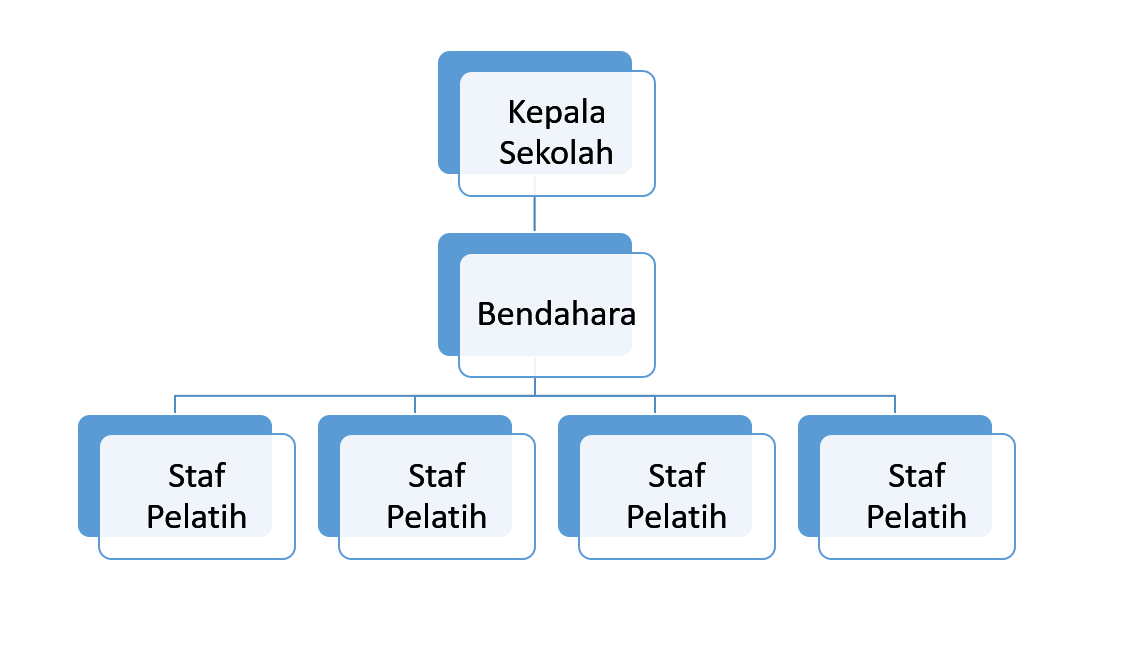 Kepala
Sekolah
Bendahara
Staf
Pelatih
Staf
Pelatih
Staf
Pelatih
Staf
Pelatih